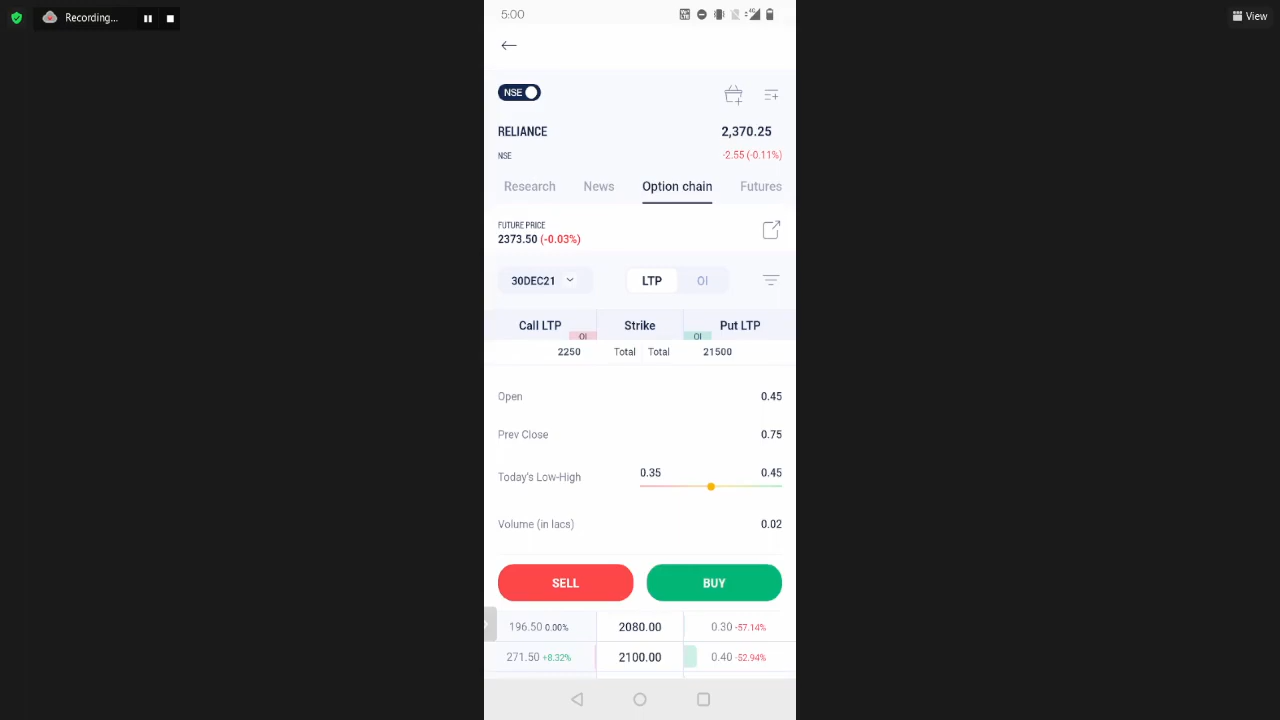 Recording...
View
5:00
NSE
RELIANCE 2,370.25
NSE -2.55 (-0.11%)
Research News Option chain Futures
FUTURE PRICE
2373.50 (-0.03%)
30DEC21 LTP OI
Call LTP Strike Put LTP
OI OI
2250 Total Total 21500
Open 0.45
Prev Close 0.75
Today's Low-High 0.35 0.45
Volume (in lacs) 0.02
SELL BUY
196.50 0.00% 2080.00 0.30 -57.14%
271.50 +8.32% 2100.00 0.40 -52.94%